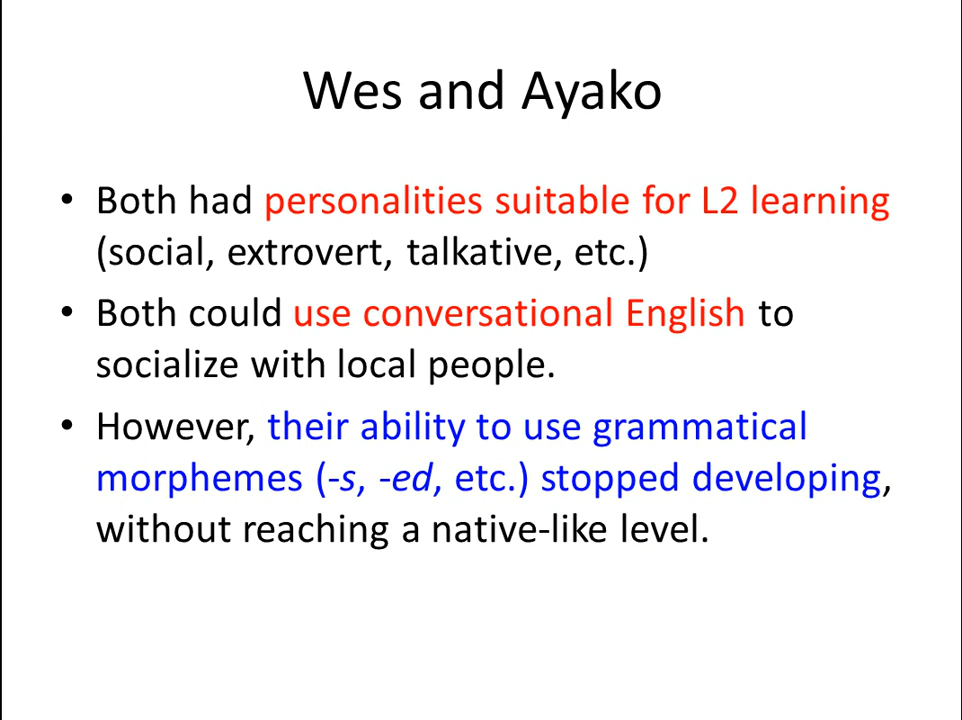 Wes and Ayako
• Both had personalities suitable for L2 learning
(social, extrovert, talkative, etc.)
• Both could use conversational English to
socialize with local people.
• However, their ability to use grammatical
morphemes (-s, -ed, etc.) stopped developing,
without reaching a native-like level.